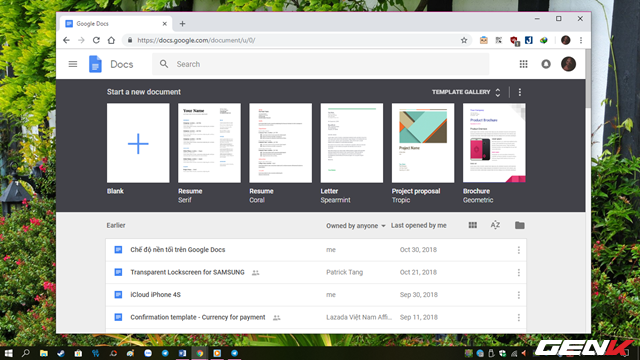 Google Docs
https://docs.google.com/document/u/0/
Docs
Search
Start a new document
TEMPLATE GALLERY
Blank
Resume
Serif
Resume
Coral
Letter
Spearmint
Project proposal
Tropic
Brochure
Geometric
Your Name
Project Name
Product Brochure
Earlier
Owned by anyone
Last opened by me
Chế độ nền tối trên Google Docs
me
Oct 30, 2018
Transparent Lockscreen for SAMSUNG
Patrick Tang
Oct 21, 2018
iCloud iPhone 4S
me
Sep 30, 2018
Confirmation template - Currency for payment
Lazada Việt Nam Affi...
Sep 11, 2018
GENK